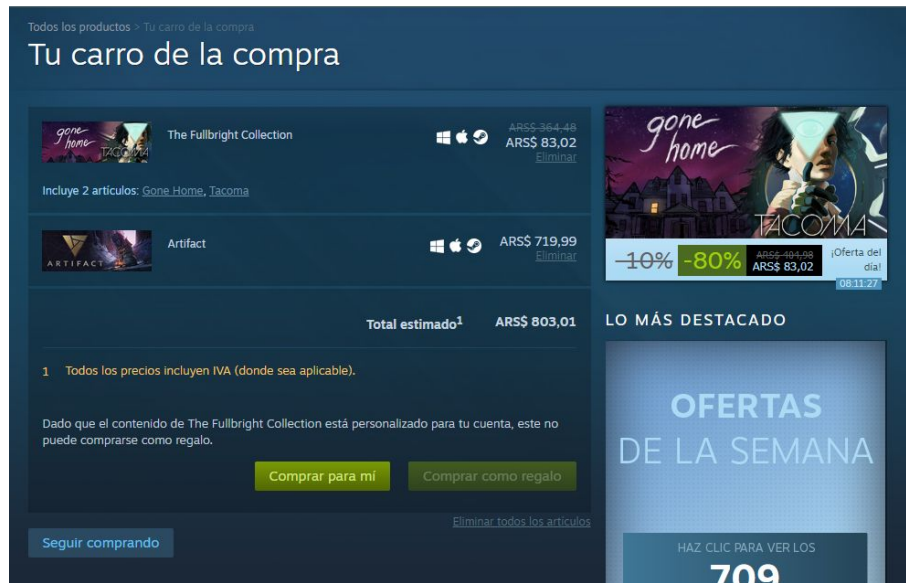 Todos los productos > Tu carro de la compra
Tu carro de la compra
gone home TACOMA
The Fullbright Collection
ARS$ 364,48
ARS$ 83,02
Eliminar
Incluye 2 artículos: Gone Home, Tacoma
ARTIFACT
Artifact
ARS$ 719,99
Eliminar
Total estimado1 ARS$ 803,01
1 Todos los precios incluyen IVA (donde sea aplicable).
Dado que el contenido de The Fullbright Collection está personalizado para tu cuenta, este no
puede comprarse como regalo.
Comprar para mí
Comprar como regalo
Eliminar todos los artículos
Seguir comprando
gone
home
TACOMA
-10% -80%
ARS$ 404,98
ARS$ 83,02
¡Oferta del
día!
08:11:27
LO MÁS DESTACADO
OFERTAS
DE LA SEMANA
HAZ CLIC PARA VER LOS
709